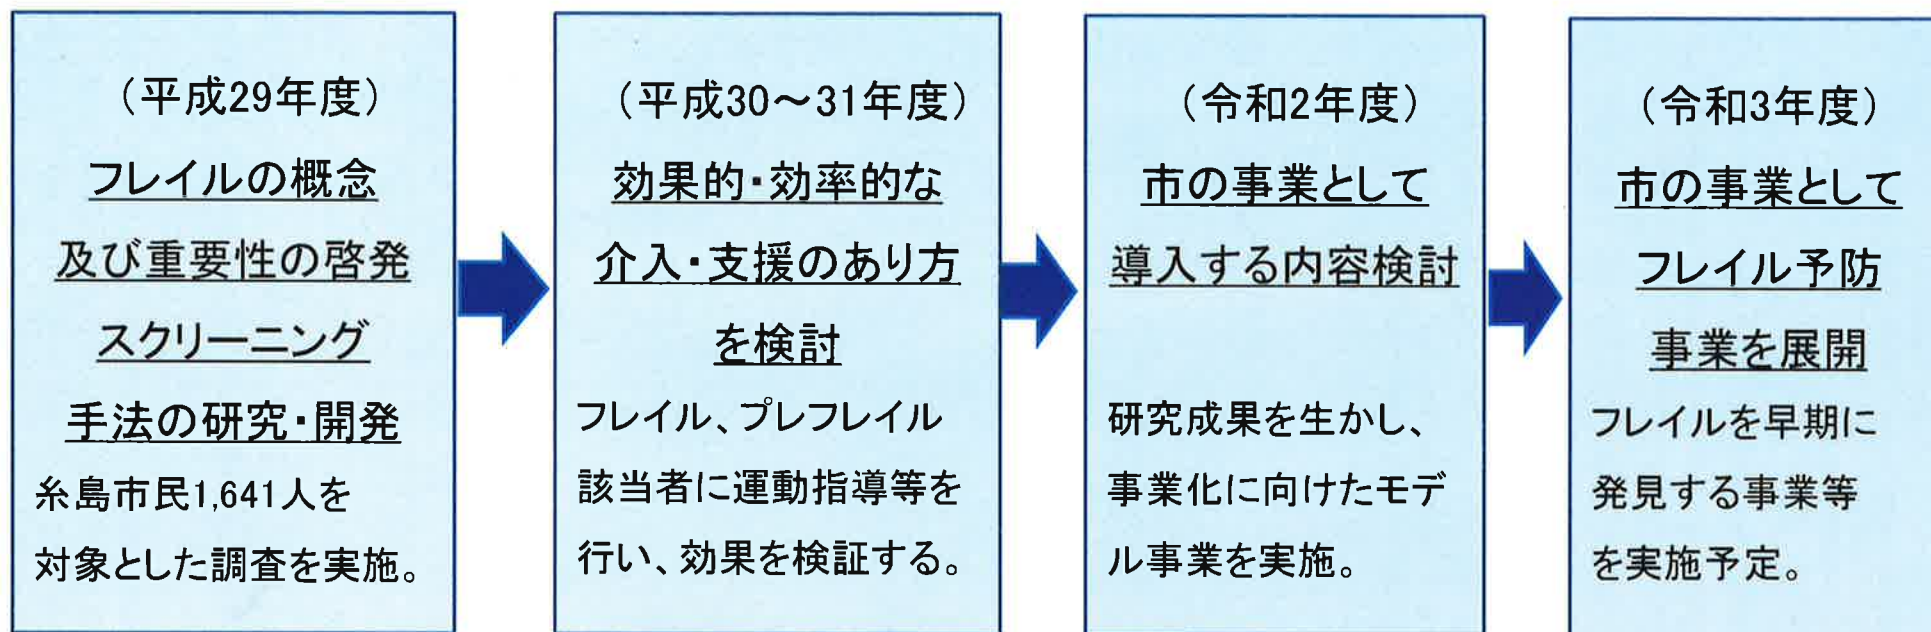 （平成29年度）
フレイルの概念
及び重要性の啓発
スクリーニング
手法の研究・開発
糸島市民1,641人を
対象とした調査を実施。
（平成30～31年度）
効果的・効率的な
介入・支援のあり方
を検討
フレイル、プレフレイル
該当者に運動指導等を
行い、効果を検証する。
（令和2年度）
市の事業として
導入する内容検討
研究成果を生かし、
事業化に向けたモデ
ル事業を実施。
（令和3年度）
市の事業として
フレイル予防
事業を展開
フレイルを早期に
発見する事業等
を実施予定。